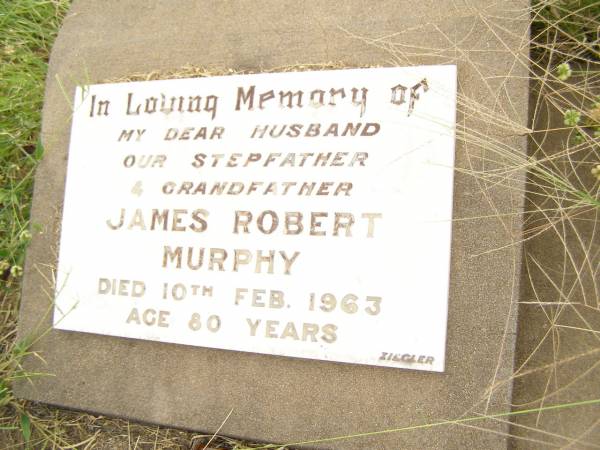 In Loving Memory of
MY DEAR HUSBAND
OUR STEPFATHER
& GRANDFATHER
JAMES ROBERT
MURPHY
DIED 10TH FEB. 1963
AGE 80 YEARS
ZIEGLER